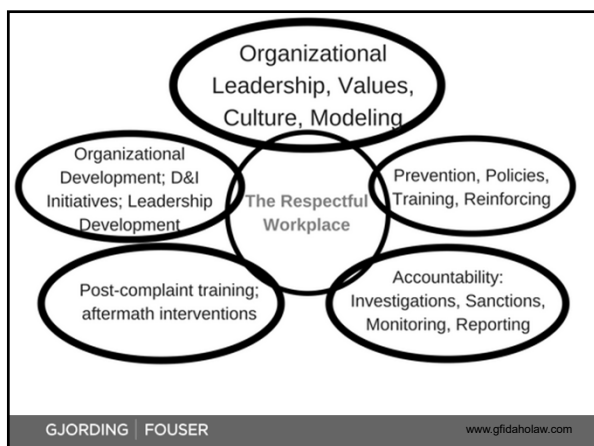 Organizational
Leadership, Values,
Culture, Modeling
Organizational
Development; D&I
Initiatives; Leadership
Development
The Respectful
Workplace
Prevention, Policies,
Training, Reinforcing
Post-complaint training;
aftermath interventions
Accountability:
Investigations, Sanctions,
Monitoring, Reporting
GJORDING | FOUSER
www.gfidaholaw.com